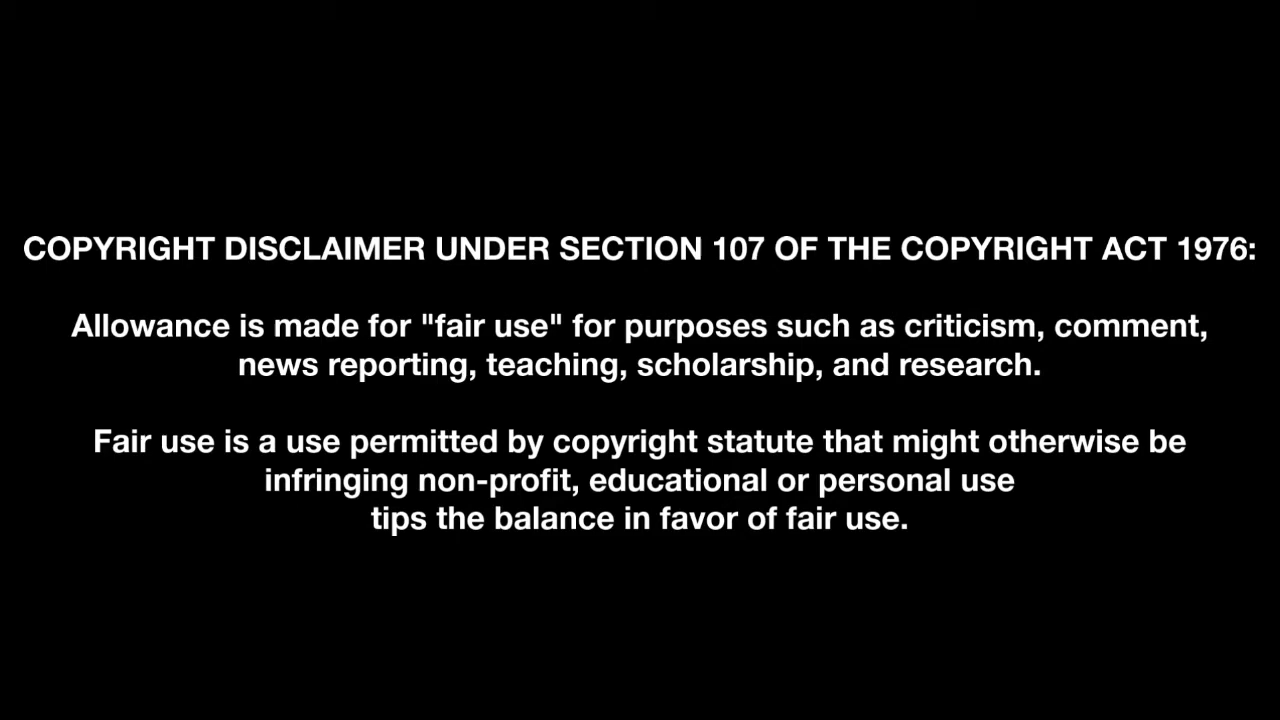 COPYRIGHT DISCLAIMER UNDER SECTION 107 OF THE COPYRIGHT ACT 1976:
Allowance is made for "fair use" for purposes such as criticism, comment,
news reporting, teaching, scholarship, and research.
Fair use is a use permitted by copyright statute that might otherwise be
infringing non-profit, educational or personal use
tips the balance in favor of fair use.